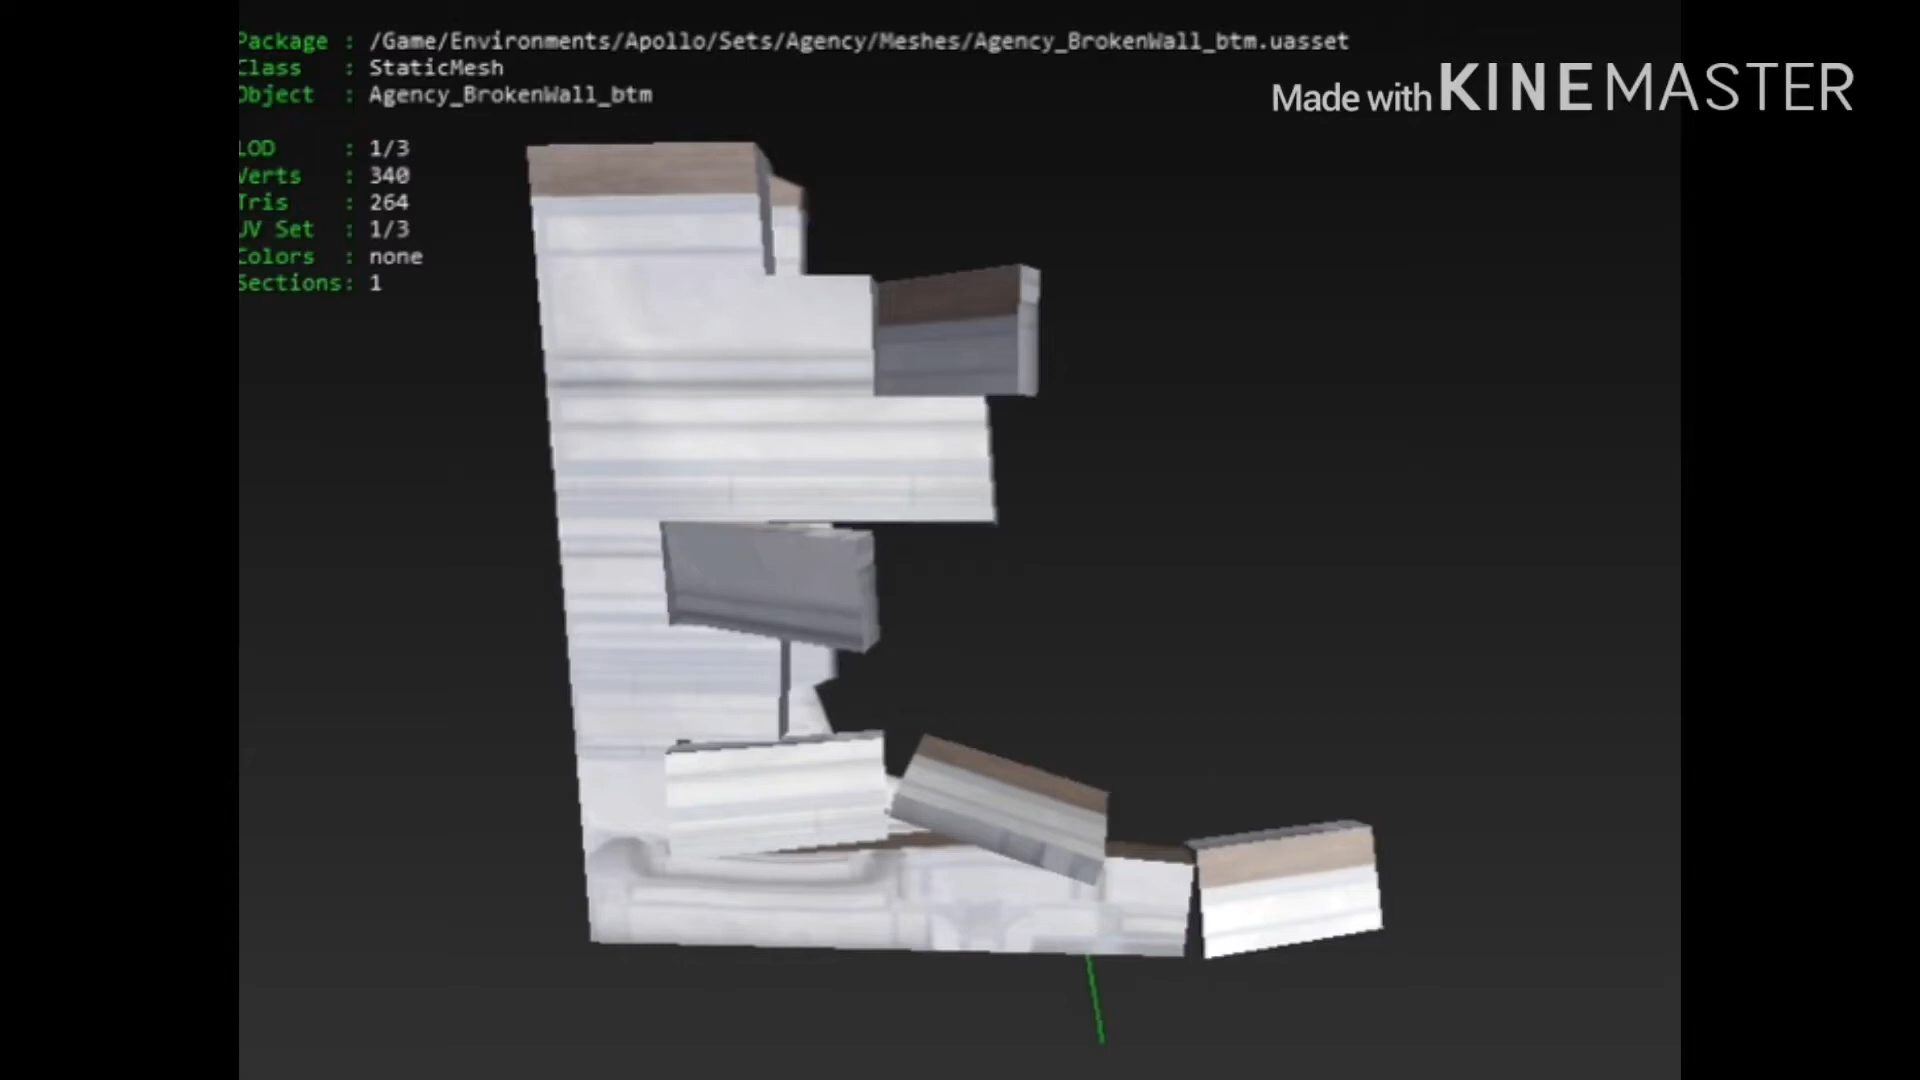 Package : /Game/Environments/Apollo/Sets/Agency/Meshes/Agency_BrokenWall_btm.uasset
Class : StaticMesh
Object : Agency_BrokenWall_btm
Made with KINEMASTER
LOD : 1/3
Verts : 340
Tris : 264
UV Set : 1/3
Colors : none
Sections: 1